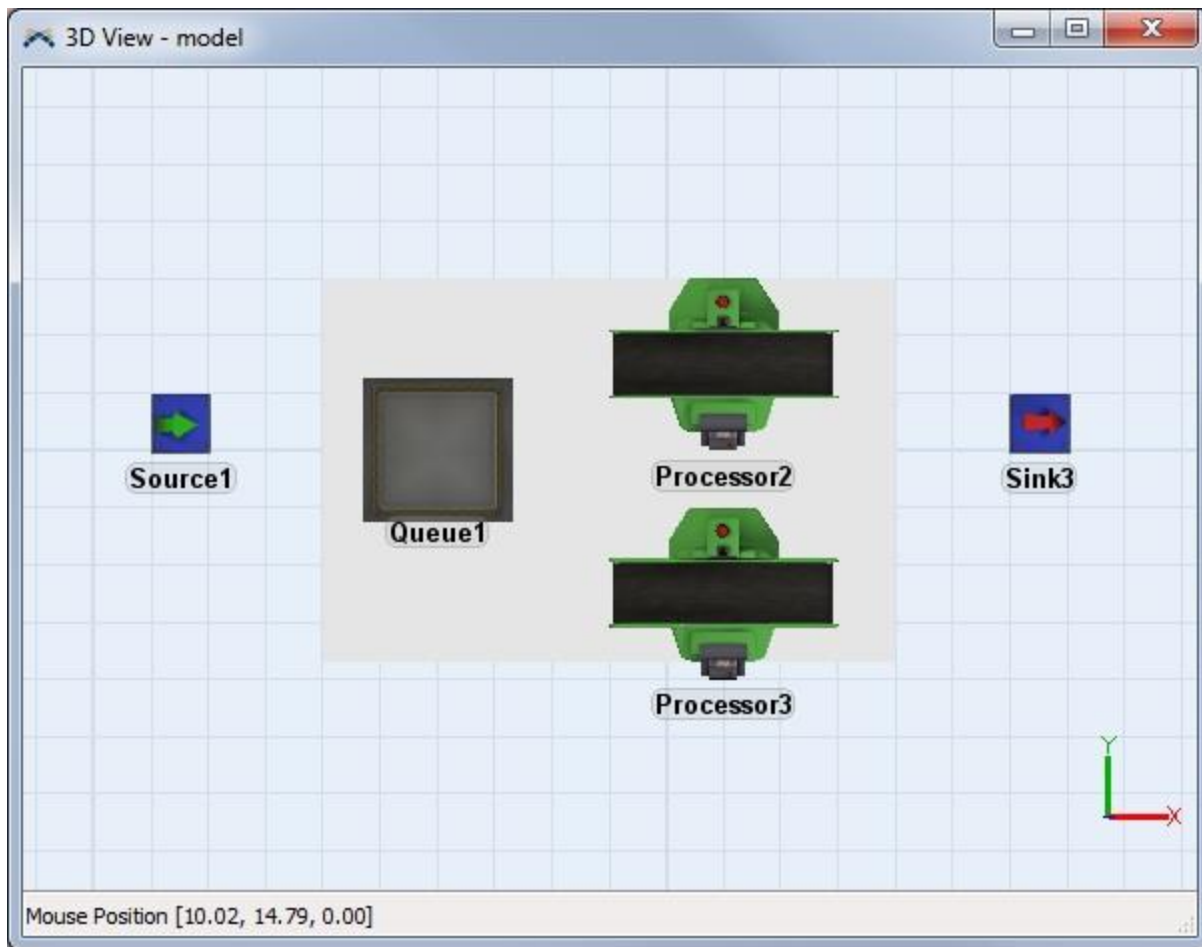 3D View - model
Source1
Queue1
Processor2
Sink3
Processor3
Y
X
Mouse Position [10.02, 14.79, 0.00]